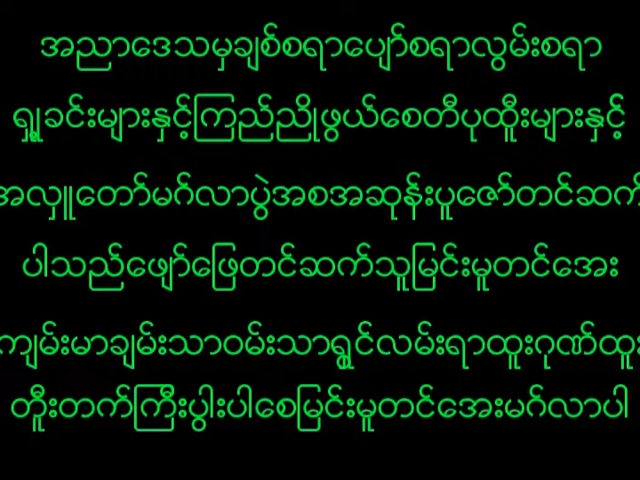 အညာဒေသမှချစ်စရာပျော်စရာလွမ်းစရာ
ရှုခင်းများနှင့်ကြည်ညိုဖွယ်စေတီပုထိုးများနှင့်
အလှူတော်မင်္ဂလာပွဲအစအဆုန်းပူဇော်တင်ဆက်
ပါသည်ဖျော်ဖြေတင်ဆက်သူမြင်းမူတင်အေး
ကျမ်းမာချမ်းသာဝမ်းသာရွှင်လမ်းရာထူးဂုဏ်ထူး
တိုးတက်ကြီးပွါးပါစေမြင်းမူတင်အေးမင်္ဂလာပါ